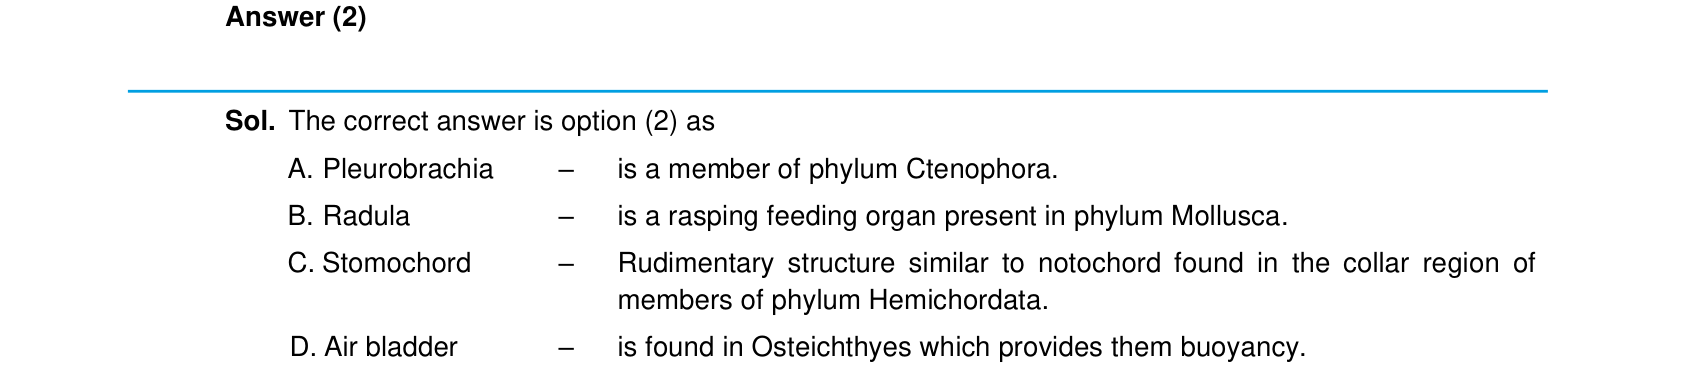 Answer (2)
Sol. The correct answer is option (2) as
A. Pleurobrachia – is a member of phylum Ctenophora.
B. Radula – is a rasping feeding organ present in phylum Mollusca.
C. Stomochord – Rudimentary structure similar to notochord found in the collar region of
members of phylum Hemichordata.
D. Air bladder – is found in Osteichthyes which provides them buoyancy.